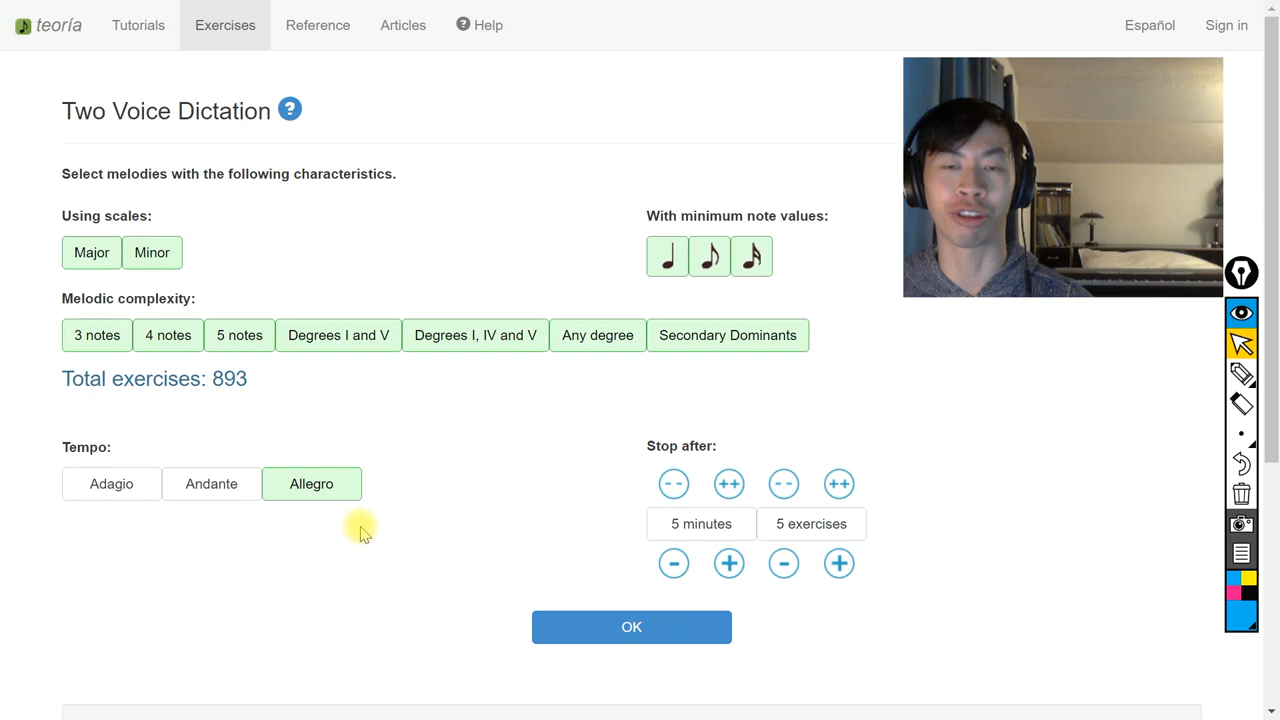 teoría Tutorials Exercises Reference Articles ? Help Español Sign in
Two Voice Dictation ?
Select melodies with the following characteristics.
Using scales: With minimum note values:
Major Minor
Melodic complexity:
3 notes 4 notes 5 notes Degrees I and V Degrees I, IV and V Any degree Secondary Dominants
Total exercises: 893
Tempo: Stop after:
Adagio Andante Allegro
5 minutes 5 exercises
OK